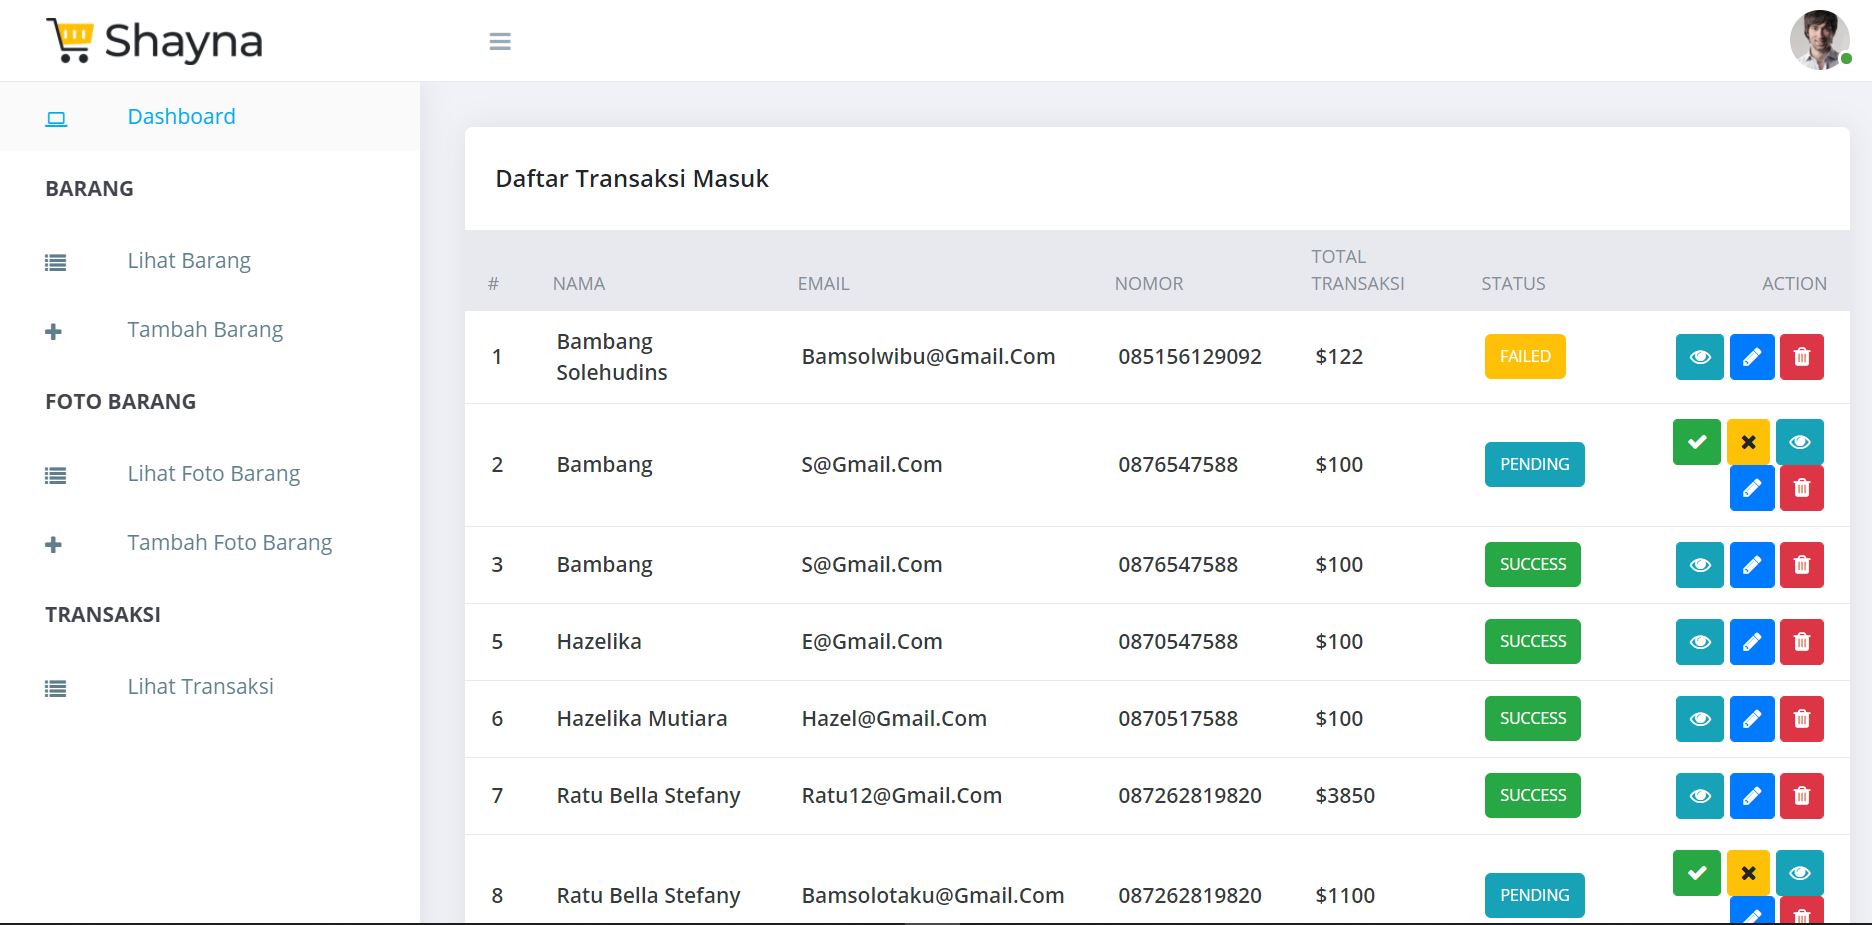 Shayna
Dashboard
BARANG
Lihat Barang
Tambah Barang
FOTO BARANG
Lihat Foto Barang
Tambah Foto Barang
TRANSAKSI
Lihat Transaksi
Daftar Transaksi Masuk
# NAMA EMAIL NOMOR TOTAL TRANSAKSI STATUS ACTION
1 Bambang Solehudins Bamsolwibu@Gmail.Com 085156129092 $122 FAILED
2 Bambang S@Gmail.Com 0876547588 $100 PENDING
3 Bambang S@Gmail.Com 0876547588 $100 SUCCESS
5 Hazelika E@Gmail.Com 0870547588 $100 SUCCESS
6 Hazelika Mutiara Hazel@Gmail.Com 0870517588 $100 SUCCESS
7 Ratu Bella Stefany Ratu12@Gmail.Com 087262819820 $3850 SUCCESS
8 Ratu Bella Stefany Bamsolotaku@Gmail.Com 087262819820 $1100 PENDING